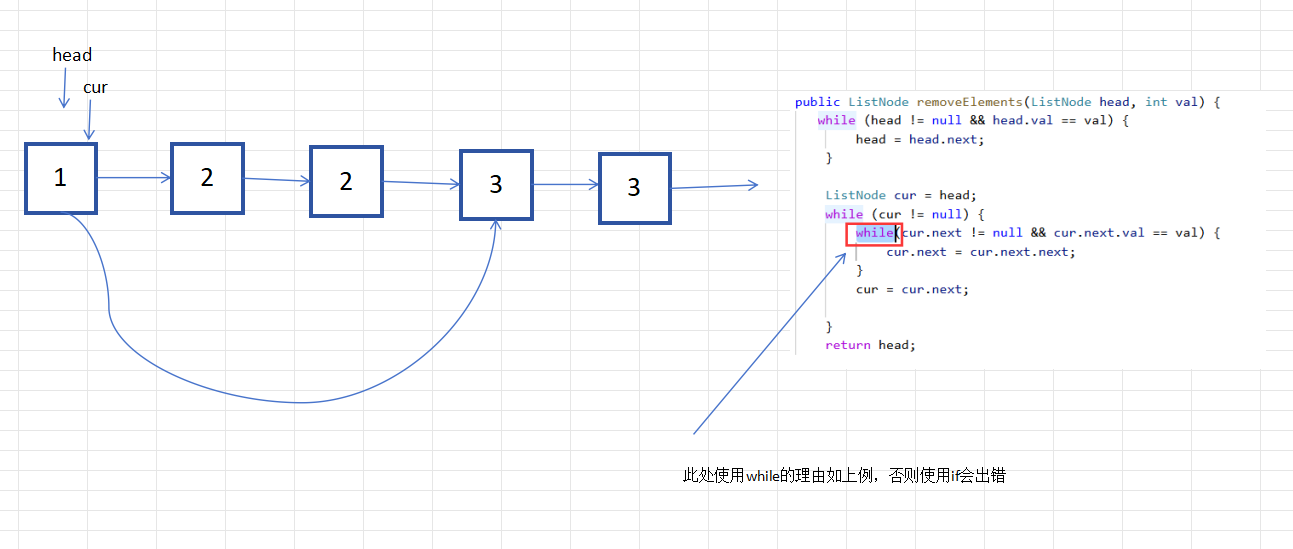 head
cur
1
2
2
3
3
public ListNode removeElements(ListNode head, int val) {
while (head != null && head.val == val) {
head = head.next;
}
ListNode cur = head;
while (cur != null) {
while(cur.next != null && cur.next.val == val) {
cur.next = cur.next.next;
}
cur = cur.next;
}
return head;
此处使用while的理由如上例，否则使用if会出错